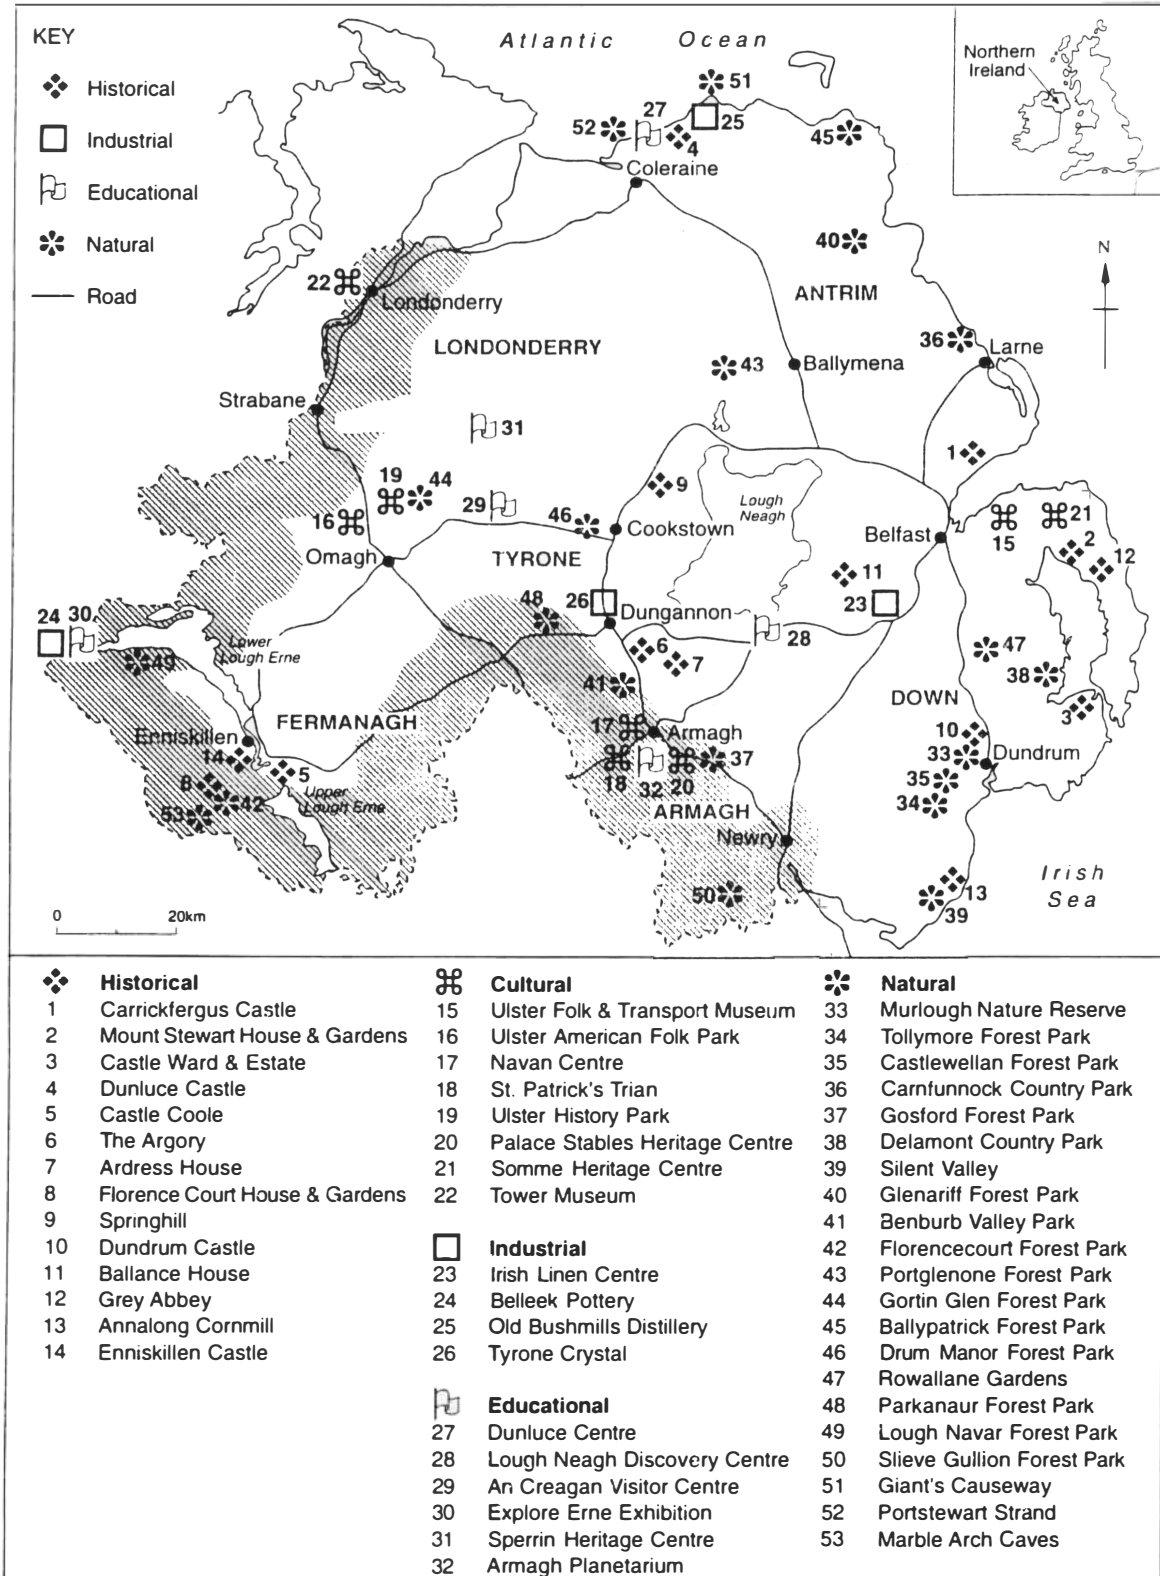 KEY
Historical
Industrial
Educational
Natural
Road
Atlantic Ocean
Northern
Ireland
51
27
25
52
4
45
Coleraine
40
N
22
ANTRIM
Londonderry
LONDONDERRY
36
Larne
43
Ballymena
Strabane
31
1
19
44
9
Lough
Neagh
29
16
46
Cookstown
Belfast
21
15
2
Omagh
TYRONE
12
11
24
30
48
26
Dungannon
23
28
Lower
Lough Erne
49
6
7
47
41
38
DOWN
FERMANAGH
17
Armagh
3
10
Enniskillen
14
5
18
32
20
37
33
Dundrum
8
42
Upper
Lough Erne
35
53
ARMAGH
34
Newry
50
13
39
Irish
Sea
0 20km
Historical
1 Carrickfergus Castle
2 Mount Stewart House & Gardens
3 Castle Ward & Estate
4 Dunluce Castle
5 Castle Coole
6 The Argory
7 Ardress House
8 Florence Court House & Gardens
9 Springhill
10 Dundrum Castle
11 Ballance House
12 Grey Abbey
13 Annalong Cornmill
14 Enniskillen Castle
Cultural
15 Ulster Folk & Transport Museum
16 Ulster American Folk Park
17 Navan Centre
18 St. Patrick's Trian
19 Ulster History Park
20 Palace Stables Heritage Centre
21 Somme Heritage Centre
22 Tower Museum
Industrial
23 Irish Linen Centre
24 Belleek Pottery
25 Old Bushmills Distillery
26 Tyrone Crystal
Educational
27 Dunluce Centre
28 Lough Neagh Discovery Centre
29 An Creagan Visitor Centre
30 Explore Erne Exhibition
31 Sperrin Heritage Centre
32 Armagh Planetarium
Natural
33 Murlough Nature Reserve
34 Tollymore Forest Park
35 Castlewellan Forest Park
36 Carnfunnock Country Park
37 Gosford Forest Park
38 Delamont Country Park
39 Silent Valley
40 Glenariff Forest Park
41 Benburb Valley Park
42 Florencecourt Forest Park
43 Portglenone Forest Park
44 Gortin Glen Forest Park
45 Ballypatrick Forest Park
46 Drum Manor Forest Park
47 Rowallane Gardens
48 Parkanaur Forest Park
49 Lough Navar Forest Park
50 Slieve Gullion Forest Park
51 Giant's Causeway
52 Portstewart Strand
53 Marble Arch Caves